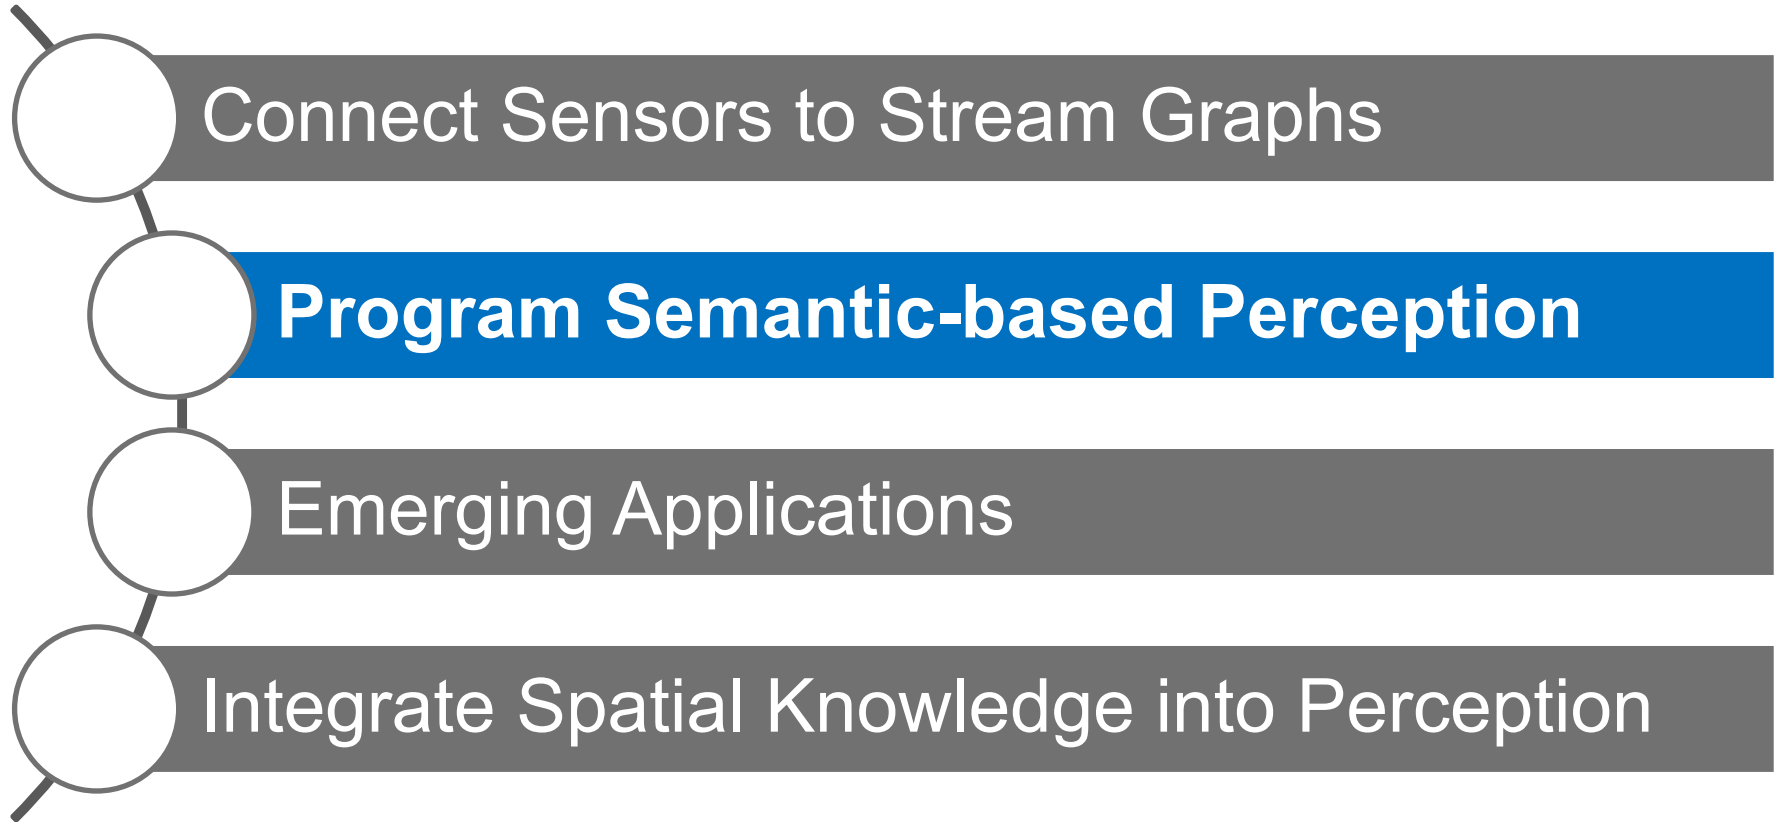 Connect Sensors to Stream Graphs
Program Semantic-based Perception
Emerging Applications
Integrate Spatial Knowledge into Perception